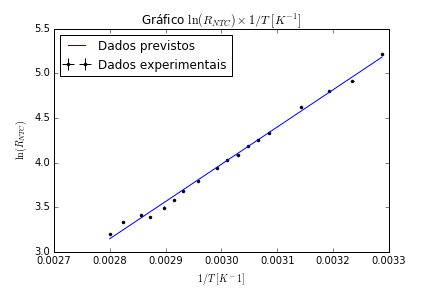 Gráfico ln(R_NTC) × 1/T[K⁻¹]
Dados previstos
Dados experimentais
ln(R_NTC)
5.5
5.0
4.5
4.0
3.5
3.0
0.0027 0.0028 0.0029 0.0030 0.0031 0.0032 0.0033
1/T[K⁻1]